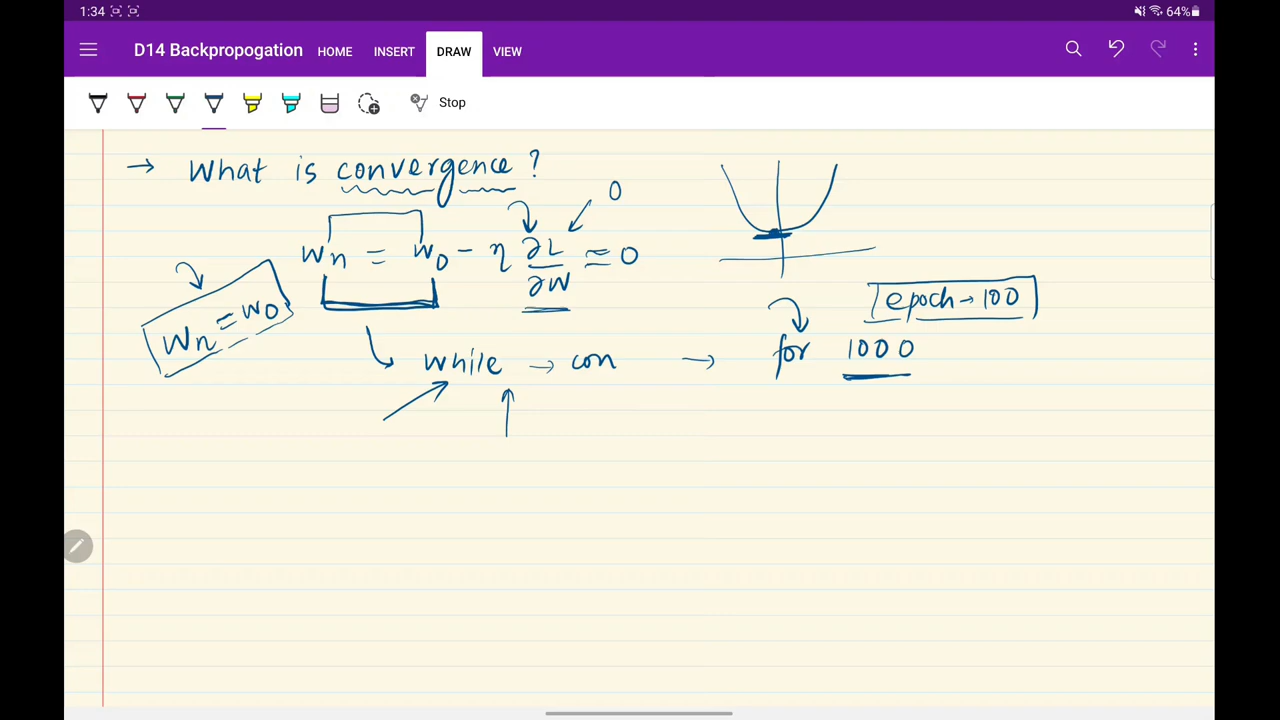 1:34 64%
D14 Backpropogation HOME INSERT DRAW VIEW
Stop
→ What is convergence?
0
Wn = W0 - η ∂L/∂W ≈ 0
Wn = W0
epoch → 100
while → con → for 1000